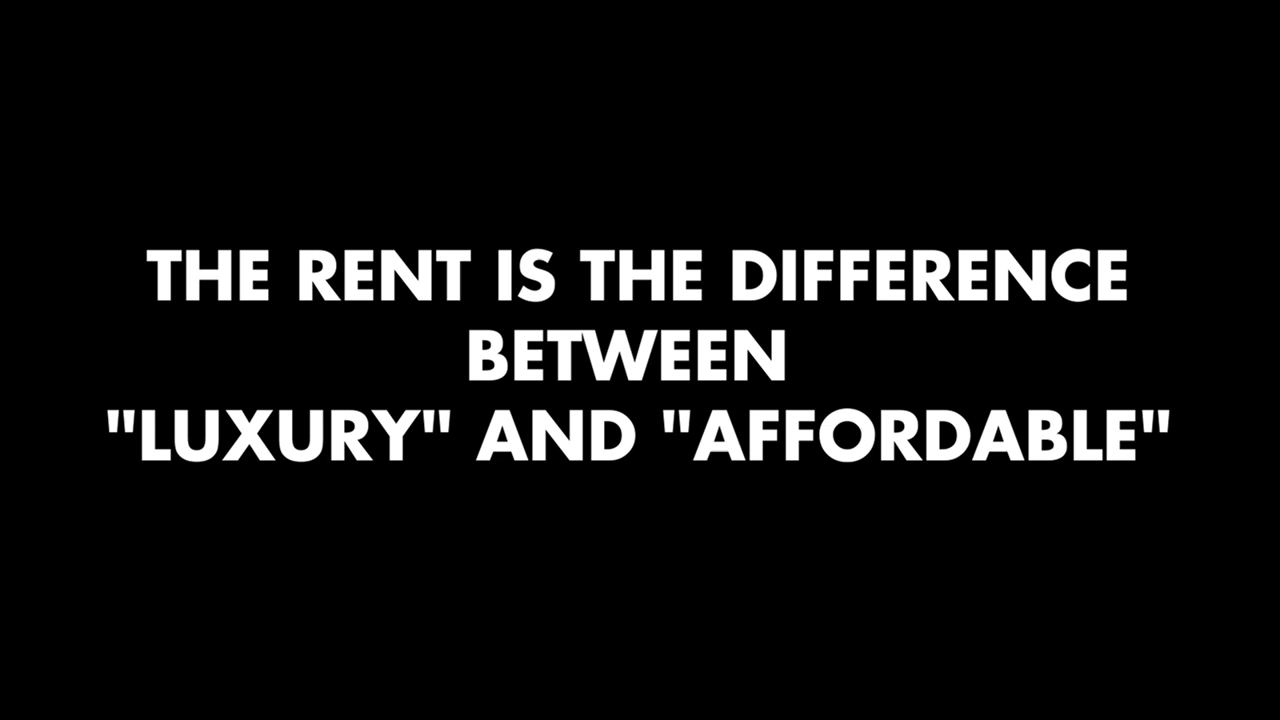 THE RENT IS THE DIFFERENCE
BETWEEN
"LUXURY" AND "AFFORDABLE"